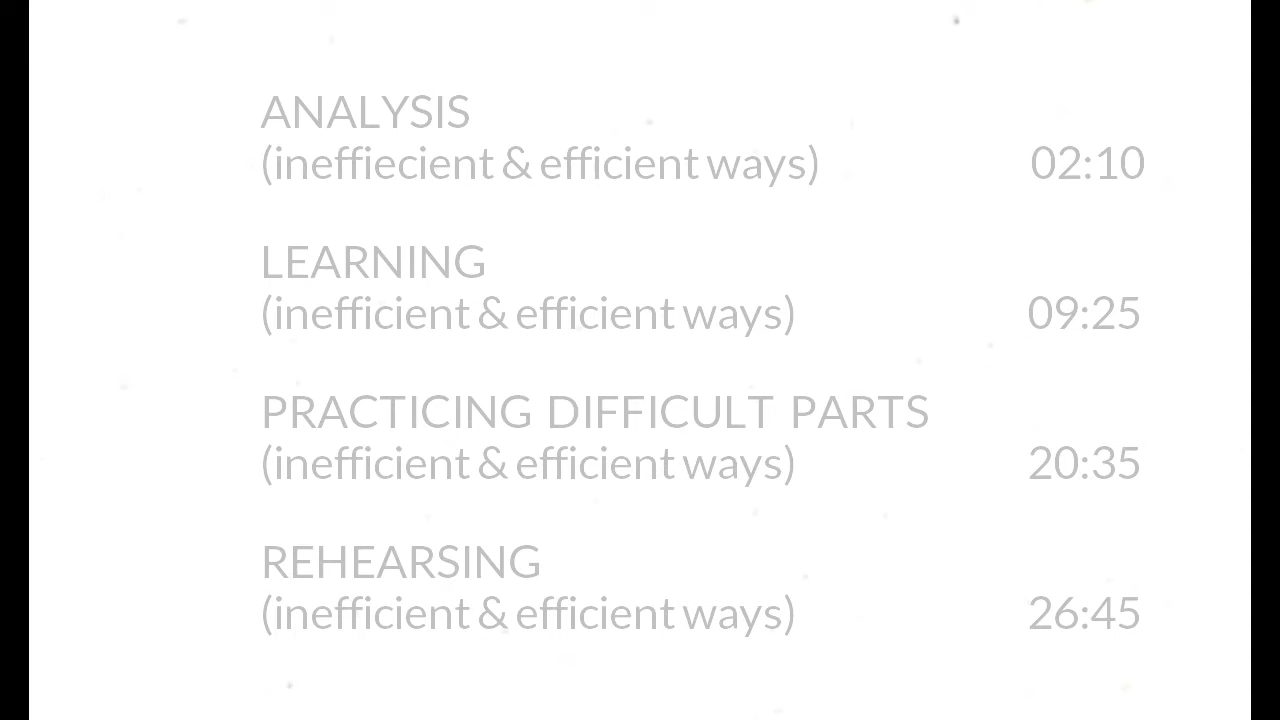 ANALYSIS
(ineffiecient & efficient ways) 02:10
LEARNING
(inefficient & efficient ways) 09:25
PRACTICING DIFFICULT PARTS
(inefficient & efficient ways) 20:35
REHEARSING
(inefficient & efficient ways) 26:45